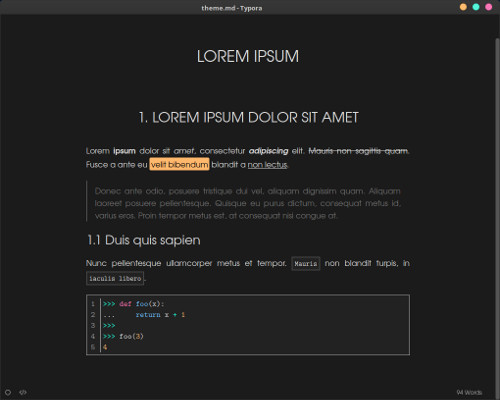 theme.md - Typora
LOREM IPSUM
1. LOREM IPSUM DOLOR SIT AMET
Lorem ipsum dolor sit amet, consectetur adipiscing elit. Mauris non sagittis quam.
Fusce a ante eu velit bibendum blandit a non lectus.
Donec ante odio, posuere tristique dui vel, aliquam dignissim quam. Aliquam
laoreet posuere pellentesque. Quisque eu purus dictum, consequat metus id,
varius eros. Proin tempor metus est, at consequat nisi congue at.
1.1 Duis quis sapien
Nunc pellentesque ullamcorper metus et tempor. Mauris non blandit turpis, in
iaculis libero.
1 >>> def foo(x):
2 ...     return x + 1
3 >>>
4 >>> foo(3)
5 4
94 Words